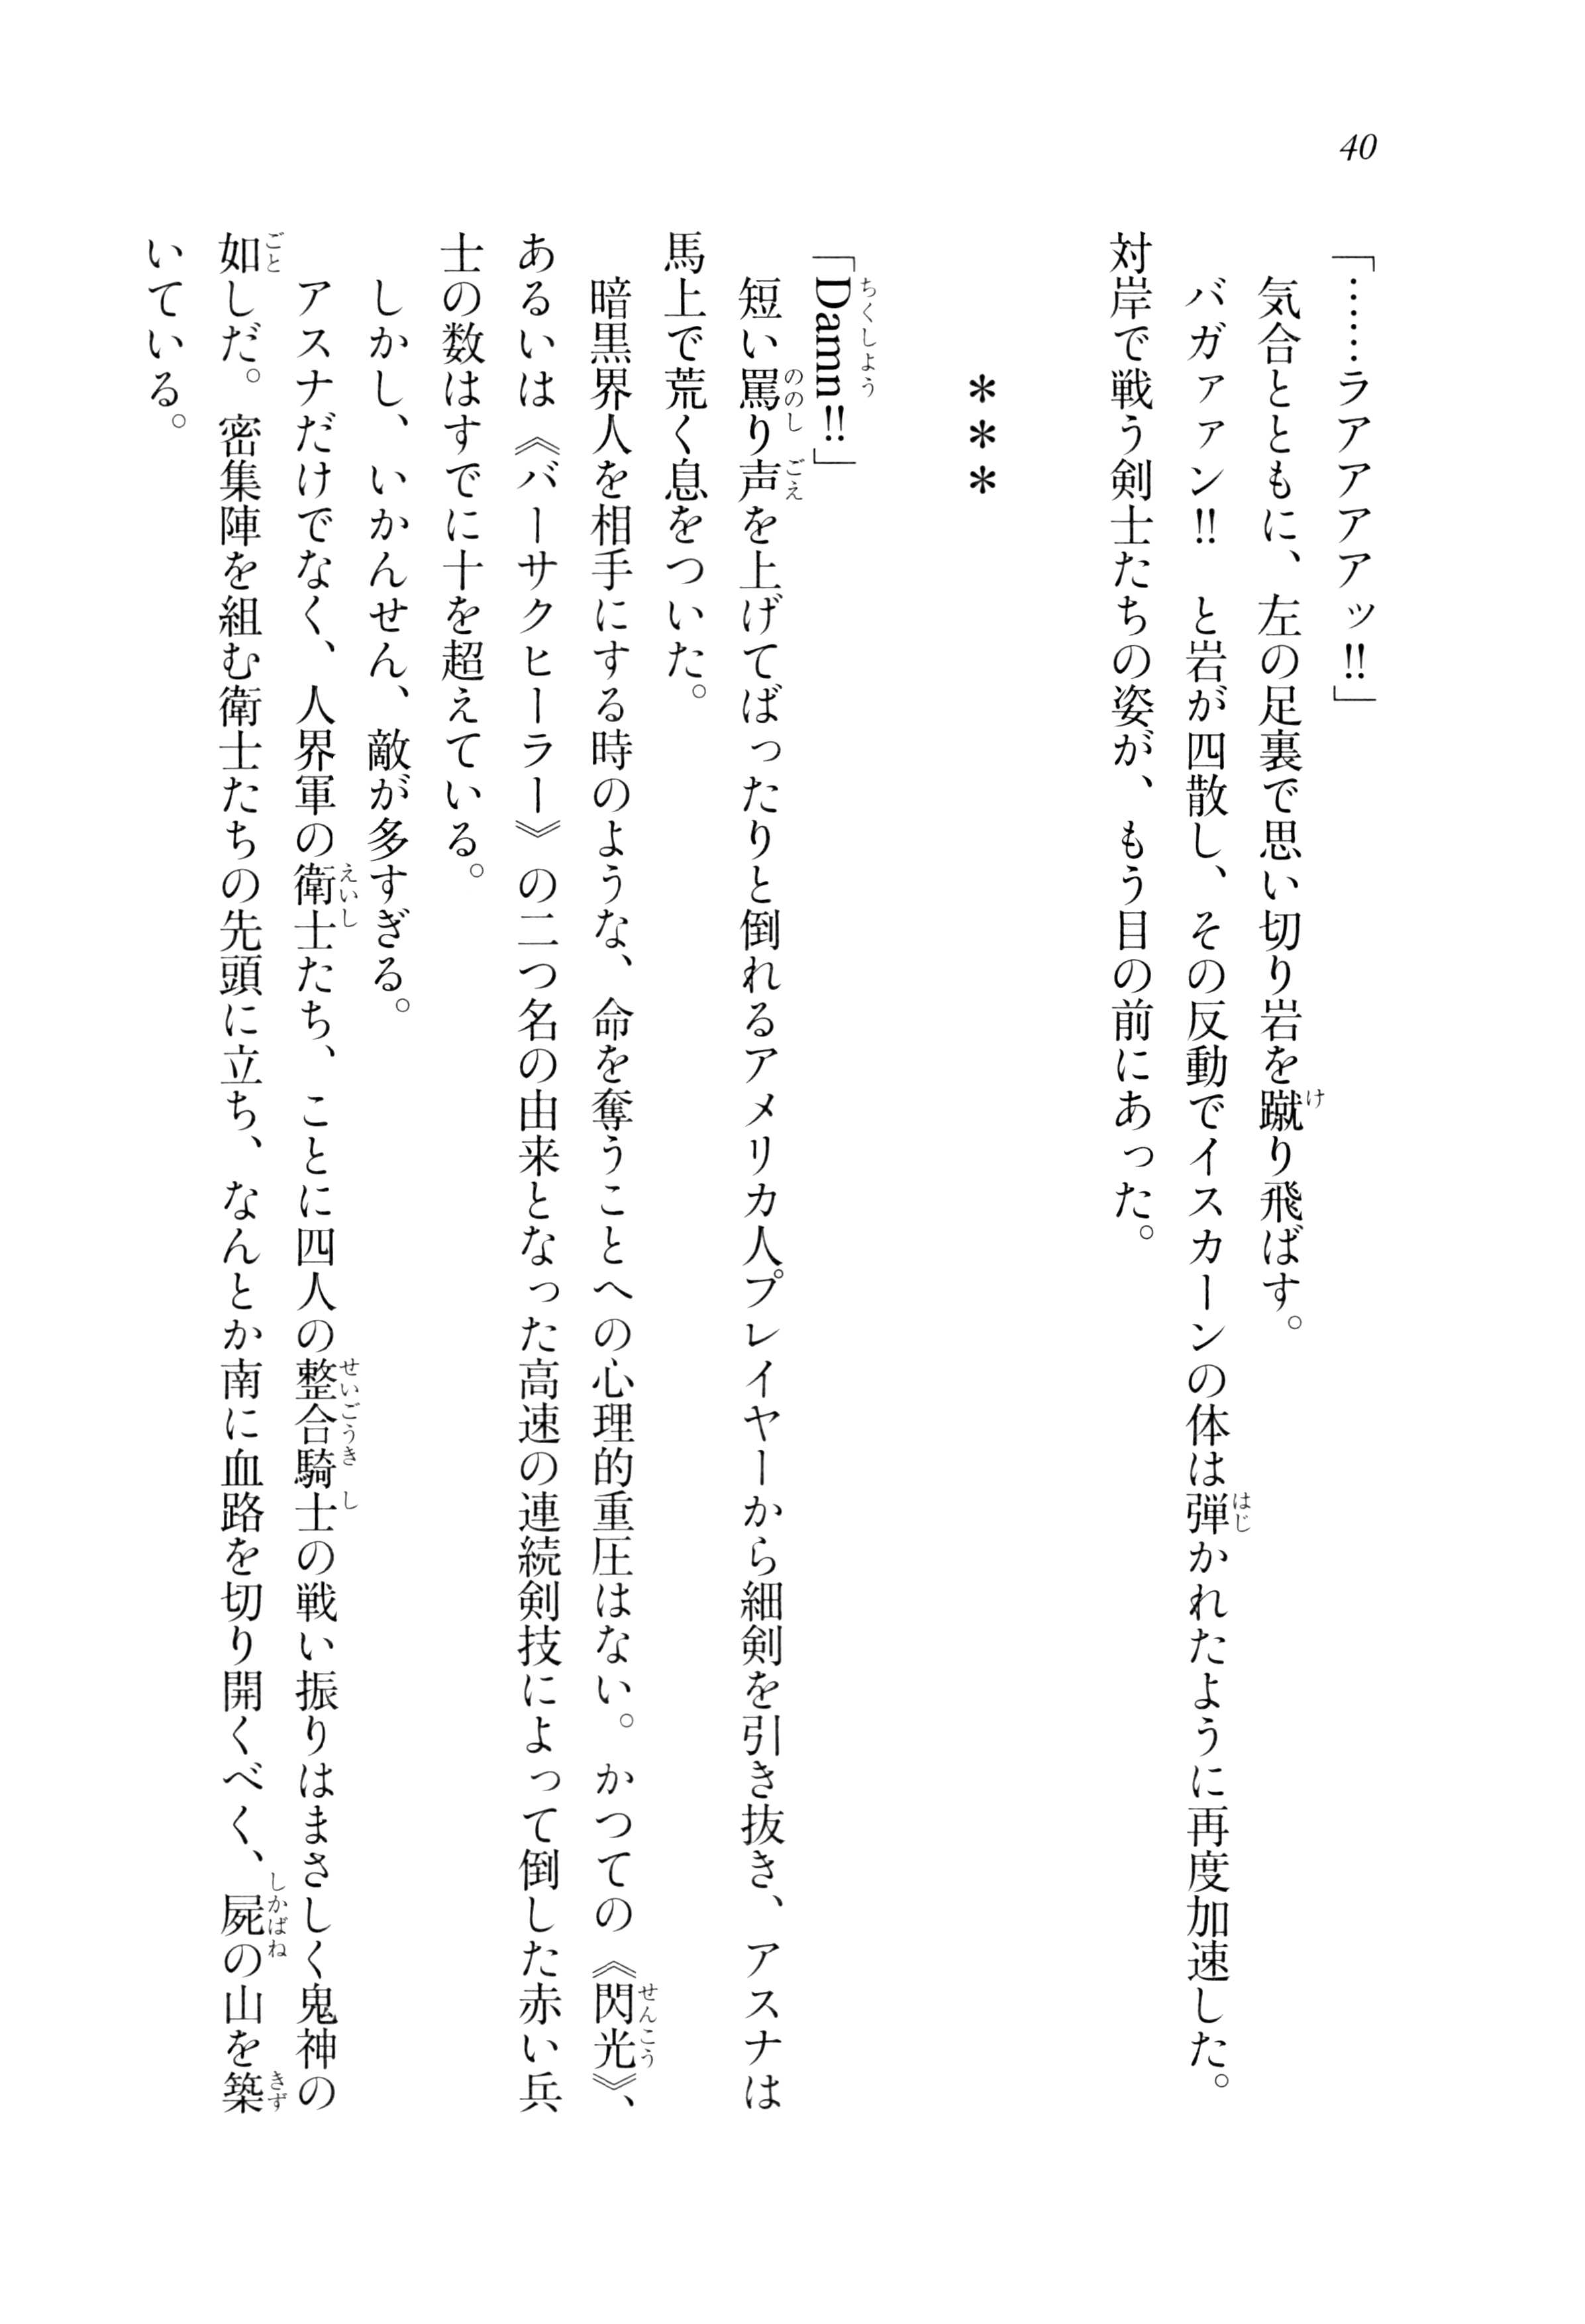 40
「……ラアアアアッ!!」
　気合とともに、左の足裏で思い切り岩を蹴り飛ばす。
　バガァァン!!　と岩が四散し、その反動でイスカーンの体は弾かれたように再度加速した。
対岸で戦う剣士たちの姿が、もう目の前にあった。
＊＊＊
「Damn!!」
　短い罵り声を上げてばったりと倒れるアメリカ人プレイヤーから細剣を引き抜き、アスナは
馬上で荒く息をついた。
　暗黒界人を相手にする時のような、命を奪うことへの心理的重圧はない。かつての《閃光》、
あるいは《バーサクヒーラー》の二つ名の由来となった高速の連続剣技によって倒した赤い兵
士の数はすでに十を超えている。
　しかし、いかんせん、敵が多すぎる。
　アスナだけでなく、人界軍の衛士たち、ことに四人の整合騎士の戦い振りはまさしく鬼神の
如しだ。密集陣を組む衛士たちの先頭に立ち、なんとか南に血路を切り開くべく、屍の山を築
いている。